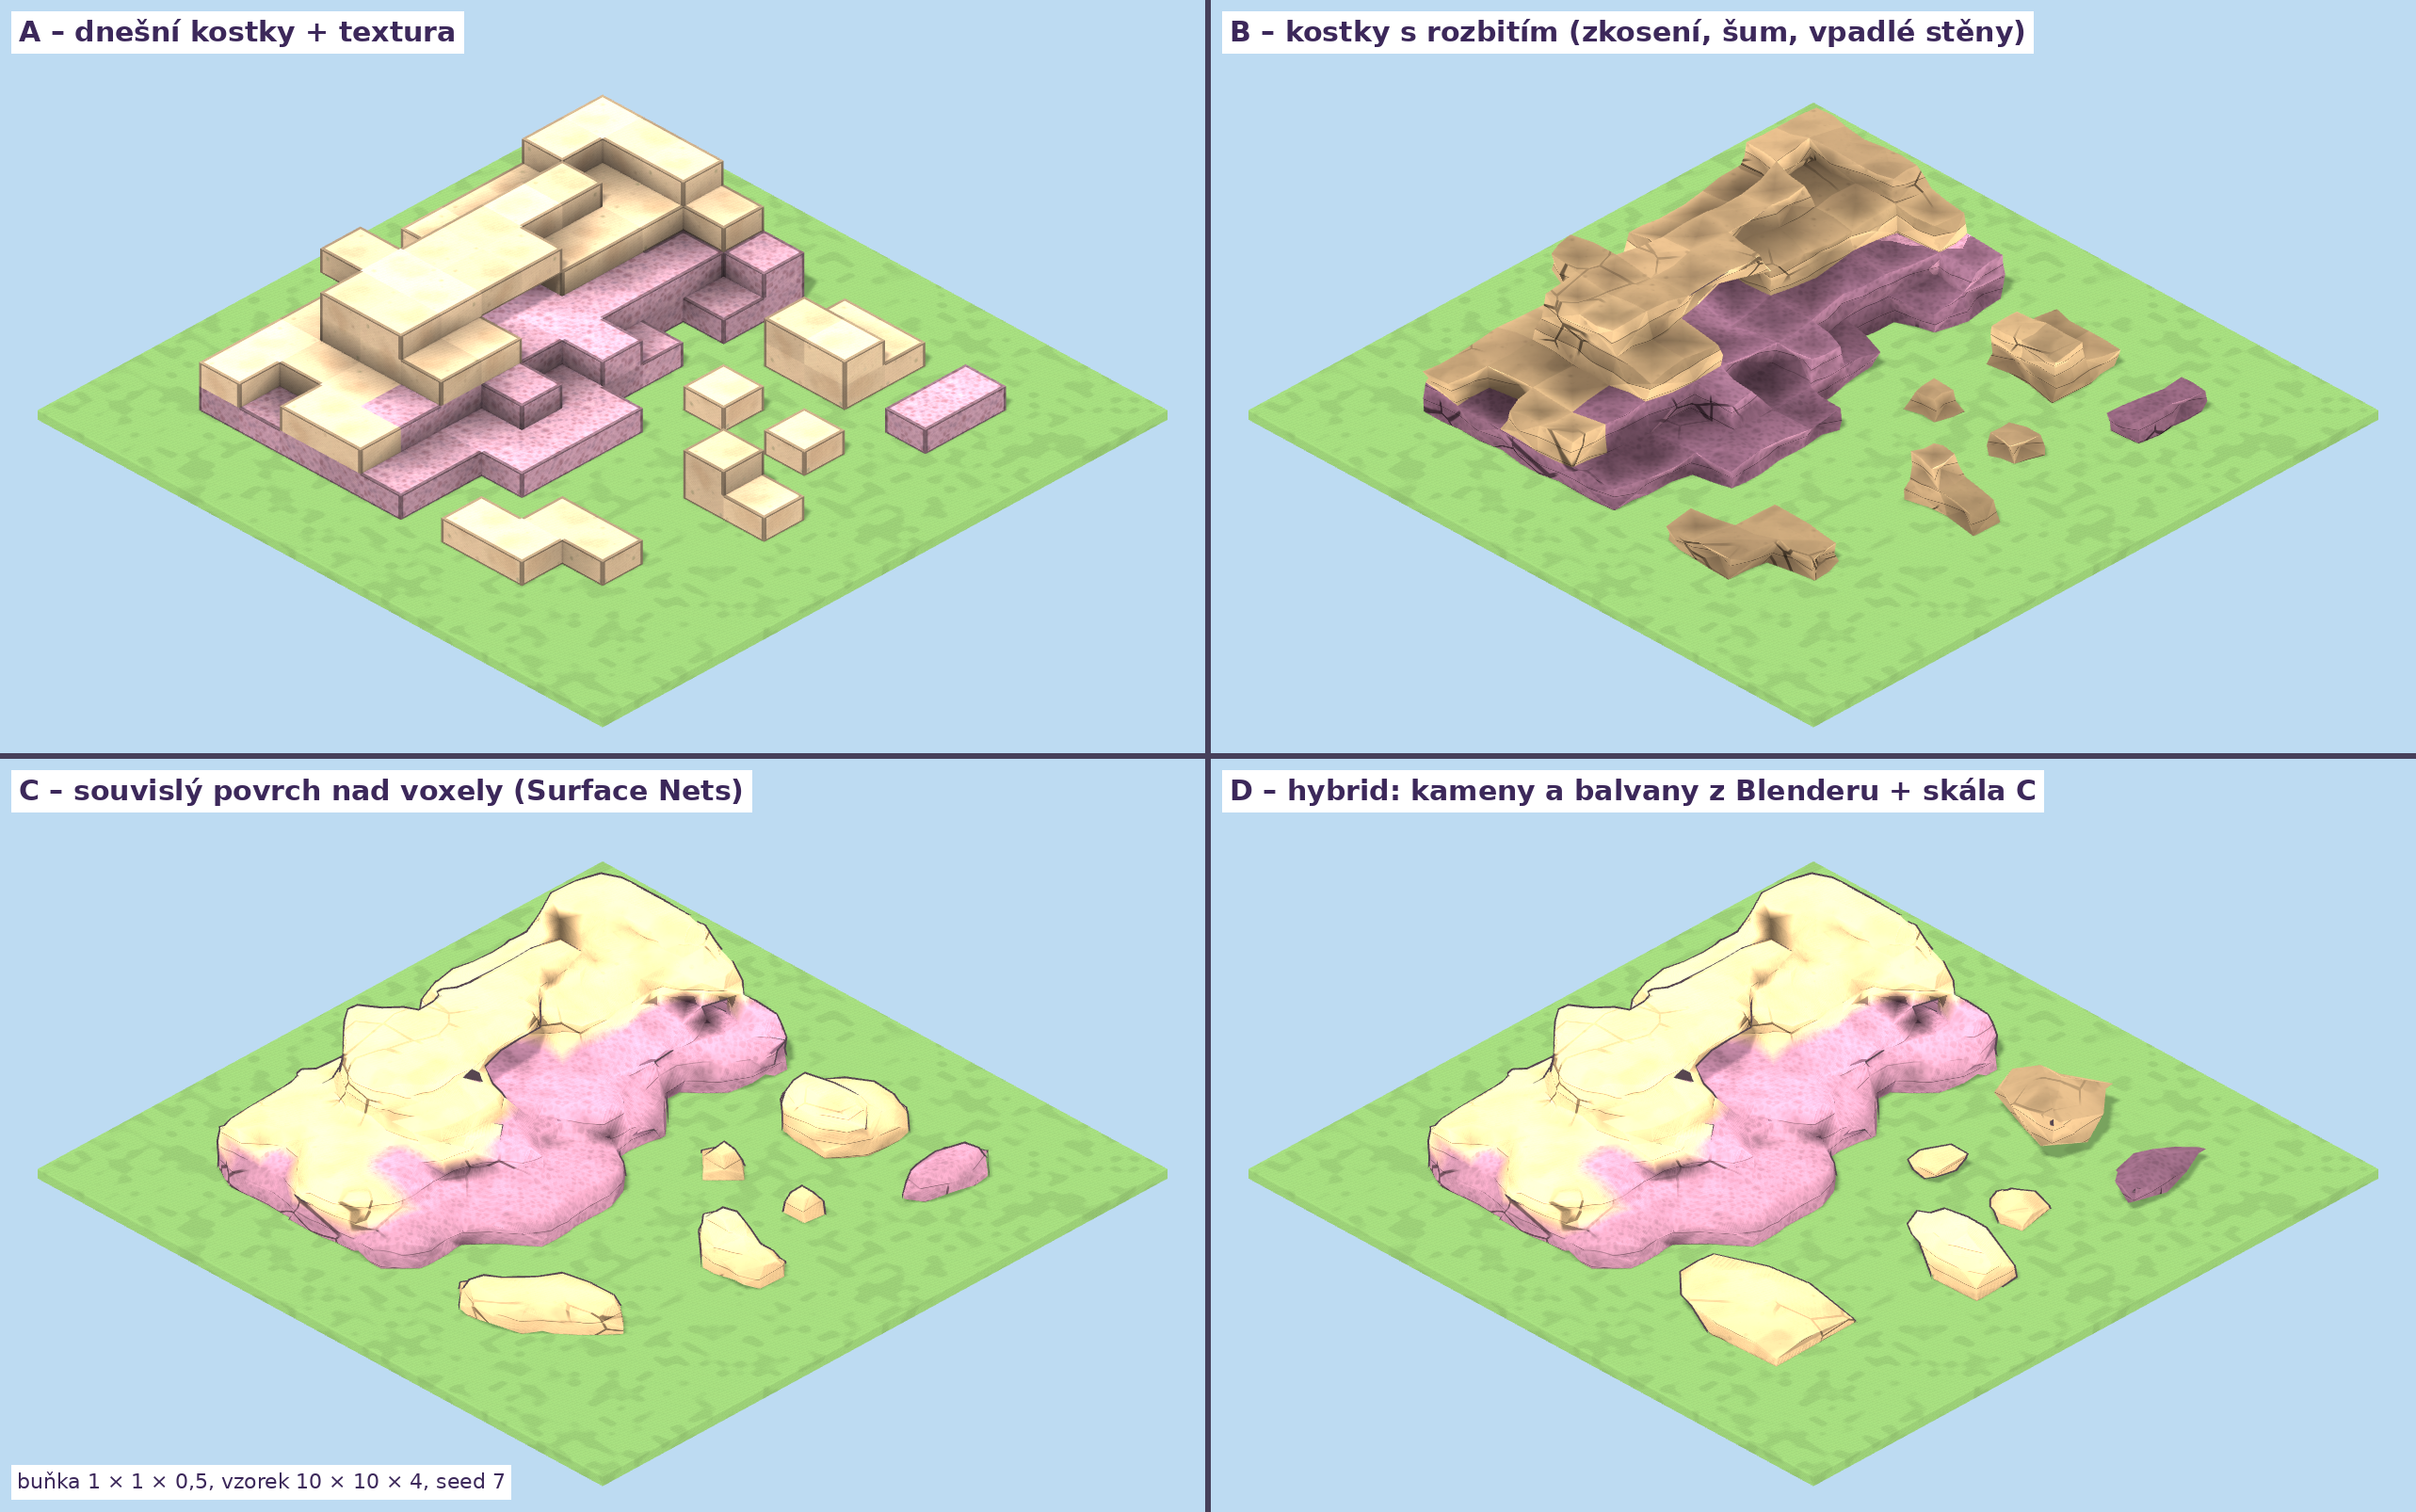 A – dnešní kostky + textura
B – kostky s rozbitím (zkosení, šum, vpadlé stěny)
C – souvislý povrch nad voxely (Surface Nets)
D – hybrid: kameny a balvany z Blenderu + skála C
buňka 1 × 1 × 0,5, vzorek 10 × 10 × 4, seed 7